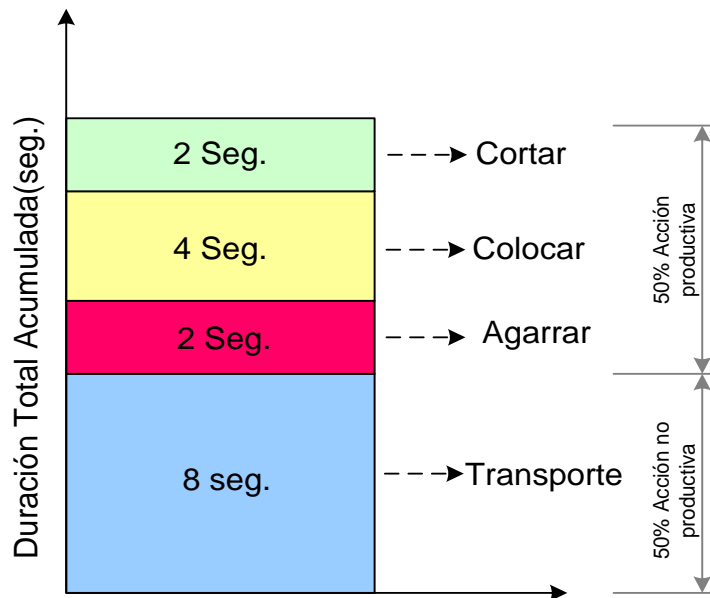 Duración Total Acumulada(seg.)
2 Seg.
Cortar
4 Seg.
Colocar
2 Seg.
Agarrar
8 seg.
Transporte
50% Acción
productiva
50% Acción no
productiva